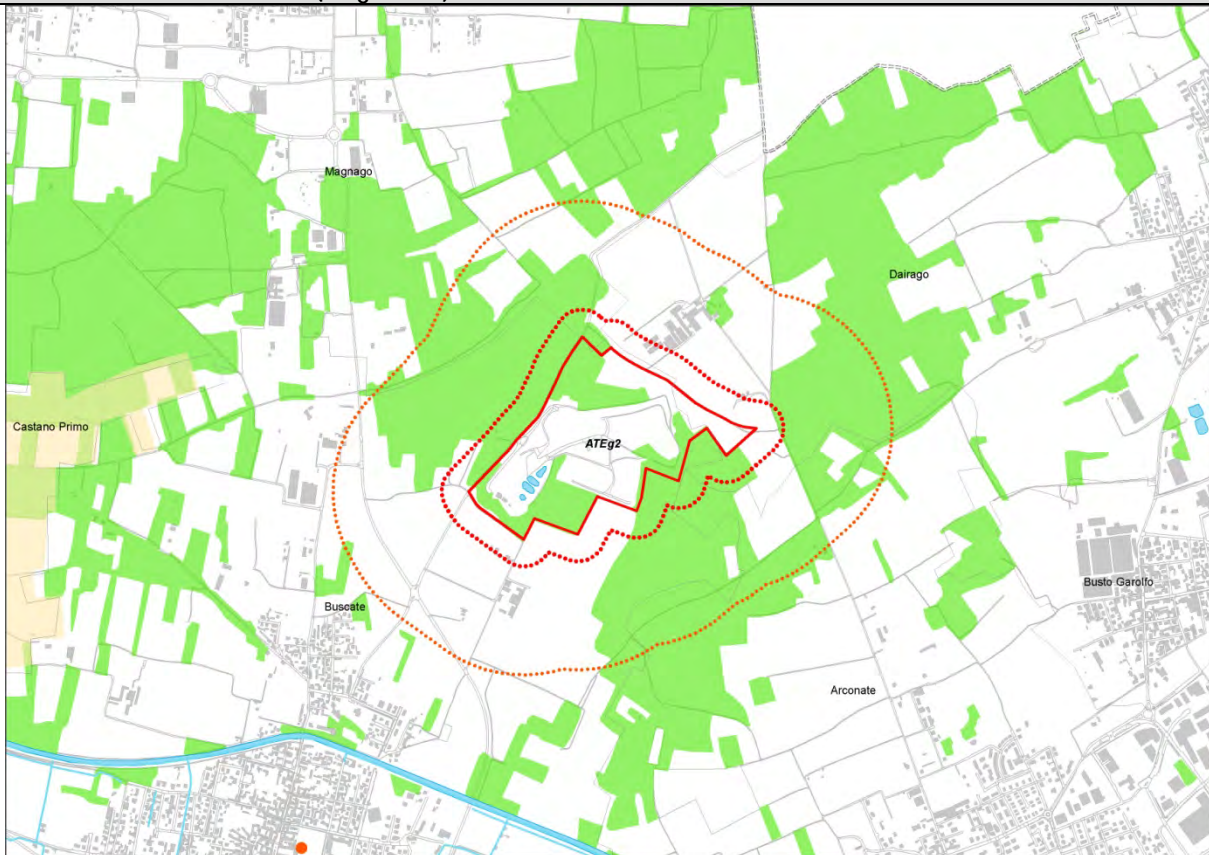 Magnago
Dairago
Castano Primo
ATEg2
Busto Garolfo
Buscate
Arconate